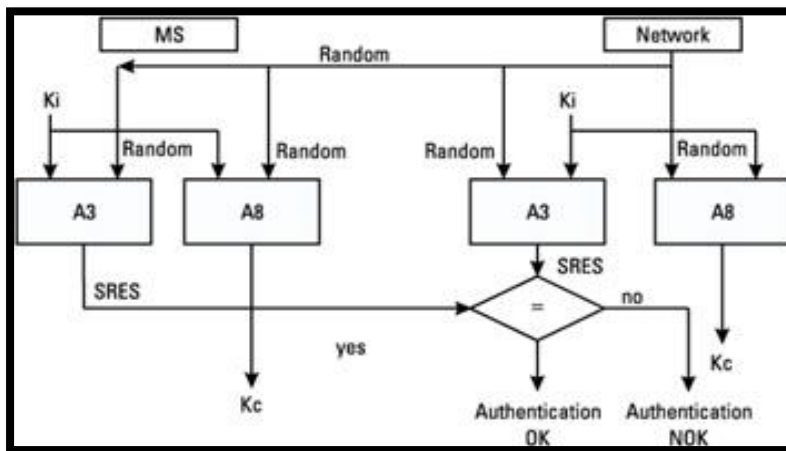 MS
Network
Random
Ki
Ki
Random
Random
Random
Random
A3
A8
A3
A8
SRES
SRES
=
no
yes
Kc
Kc
Authentication
OK
Authentication
NOK